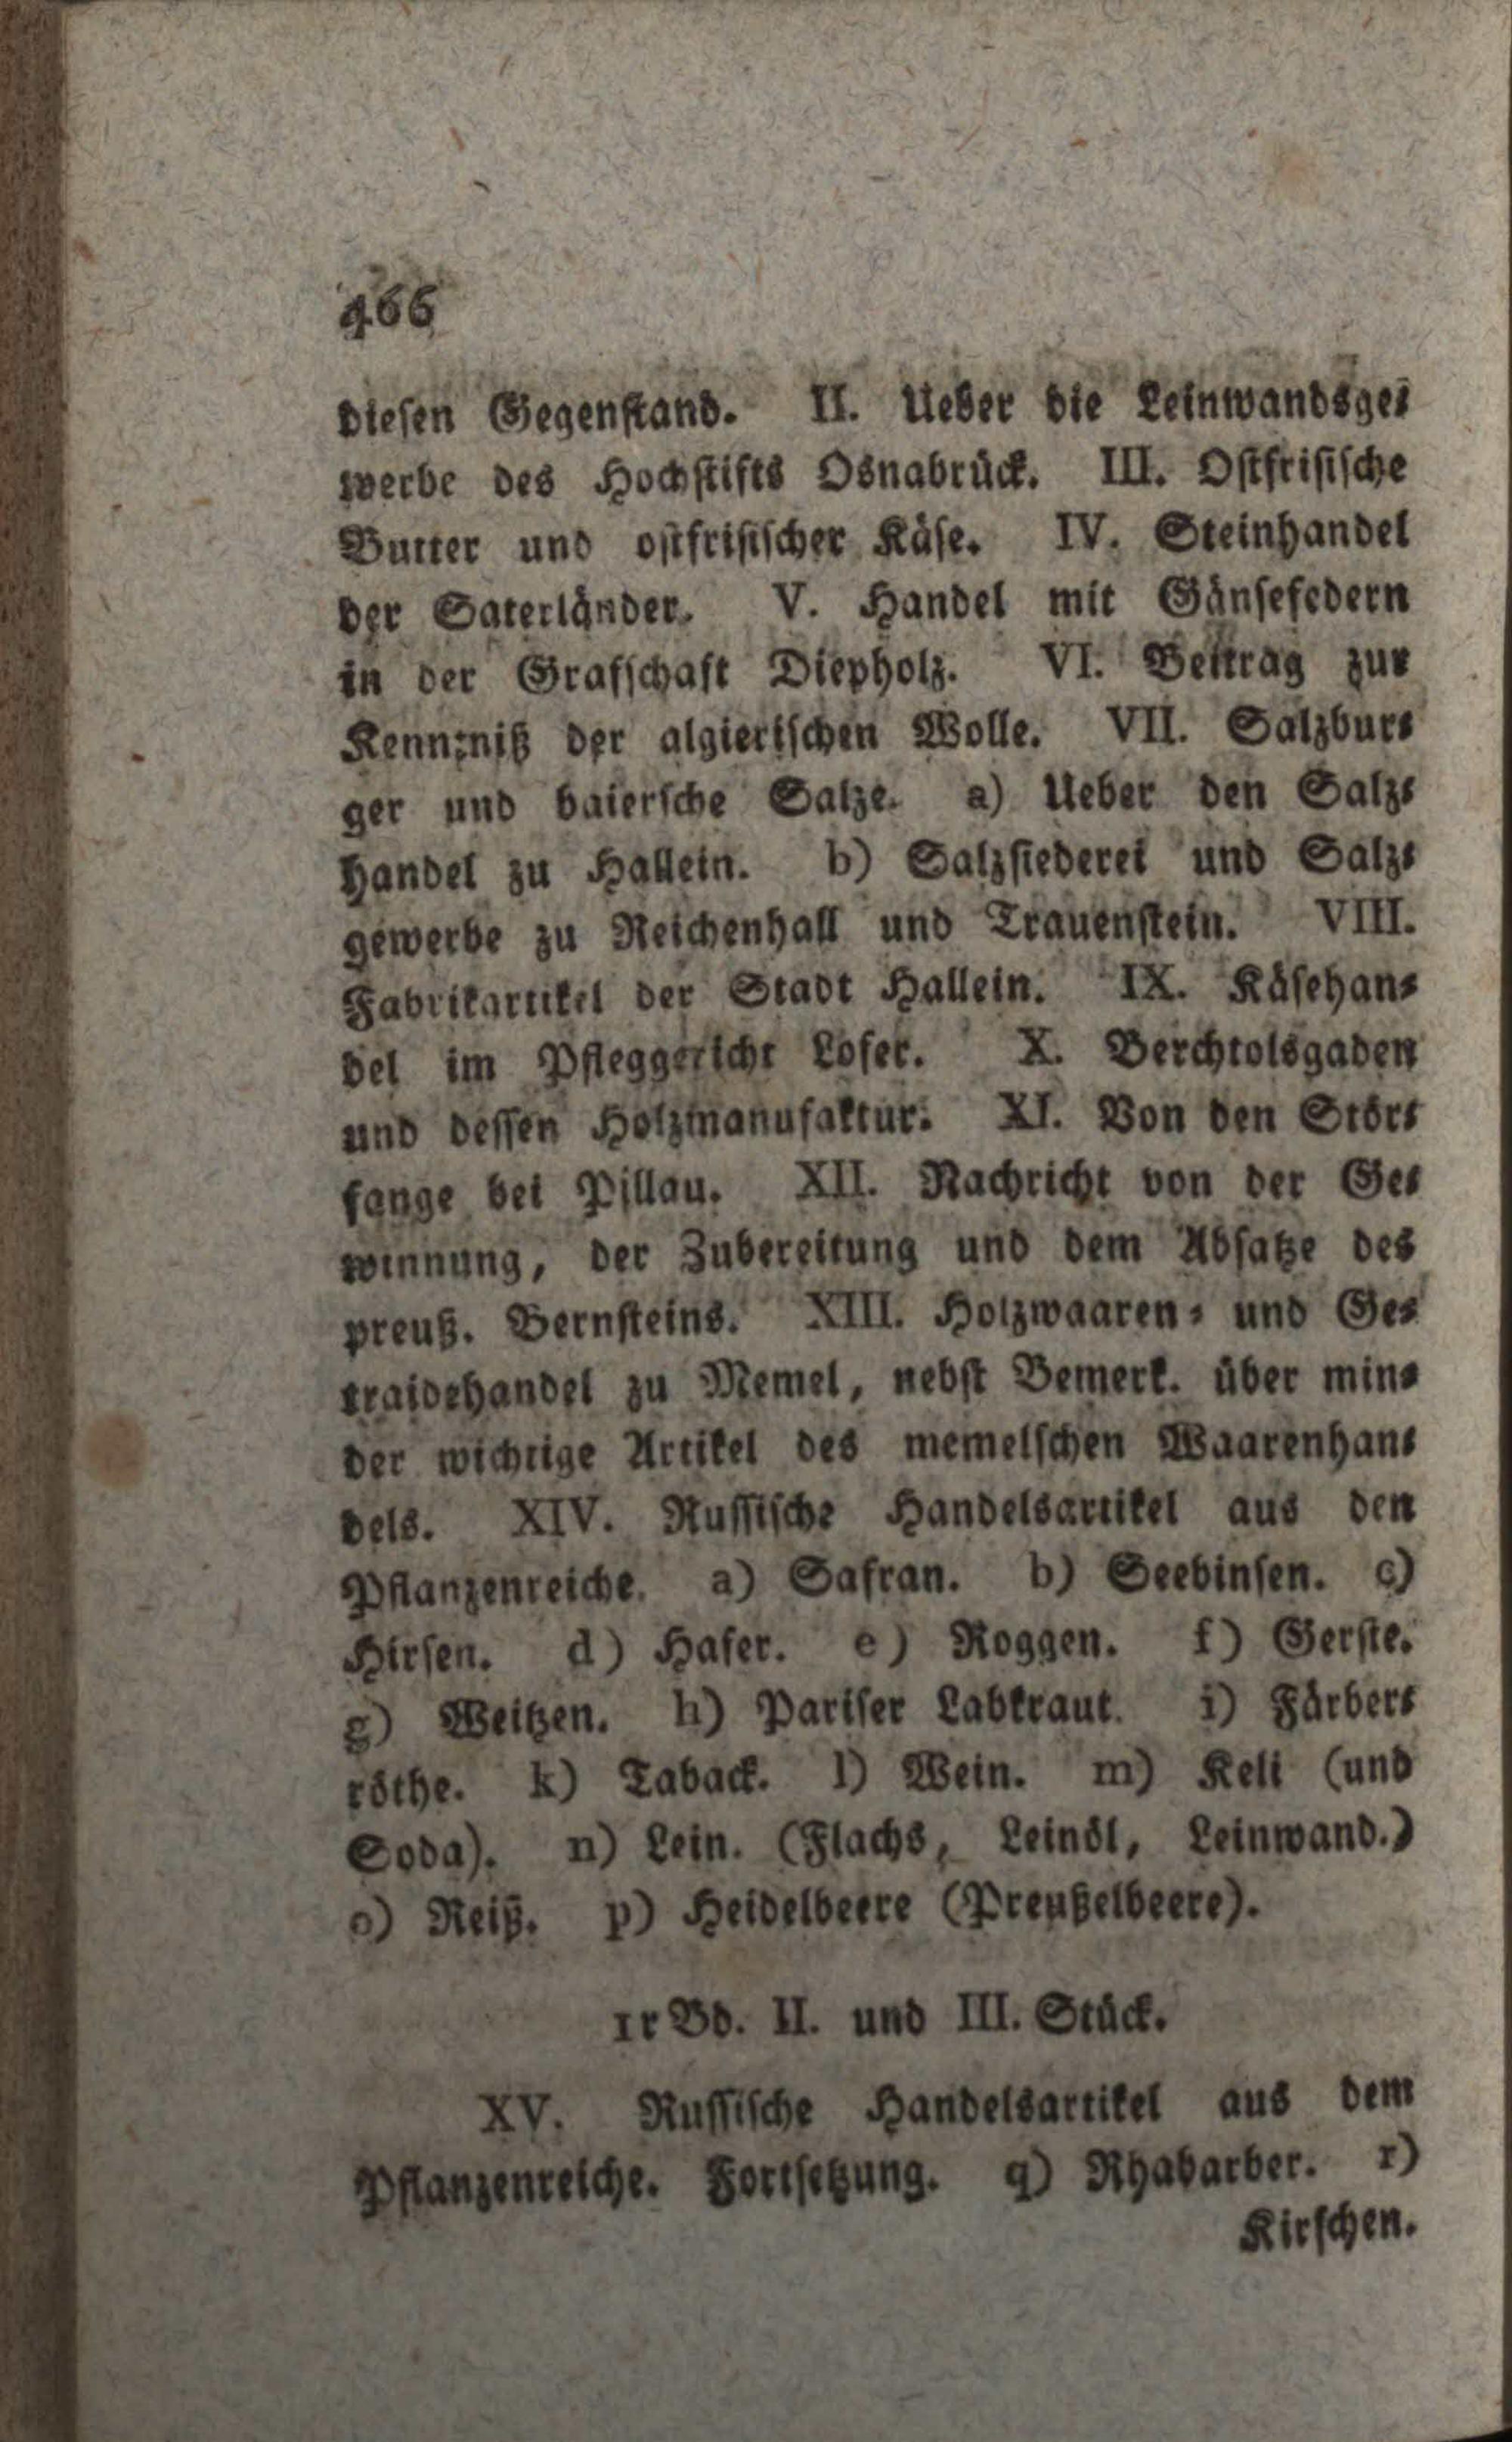 466
diesen Gegenstand. II. Ueber die Leinwandsge-
werbe des Hochstifts Osnabrück. III. Ostfrisische
Butter und ostfrisischer Käse. IV. Steinhandel
der Saterländer. V. Handel mit Gänsefedern
in der Grafschaft Diepholz. VI. Beitrag zur
Kenntniß der algierischen Wolle. VII. Salzbur-
ger und baiersche Salze. a) Ueber den Salz-
handel zu Hallein. b) Salzsiederei und Salz-
gewerbe zu Reichenhall und Trauenstein. VIII.
Fabrikartikel der Stadt Hallein. IX. Käsehan-
del im Pfleggericht Lofer. X. Berchtolsgaden
und dessen Holzmanufaktur. XI. Von den Stör-
fange bei Pillau. XII. Nachricht von der Ge-
winnung, der Zubereitung und dem Absatze des
preuß. Bernsteins. XIII. Holzwaaren- und Ge-
traidehandel zu Memel, nebst Bemerk. über min-
der wichtige Artikel des memelschen Waarenhan-
dels. XIV. Russische Handelsartikel aus den
Pflanzenreiche. a) Safran. b) Seebinsen. c)
Hirsen. d) Hafer. e) Roggen. f) Gerste.
g) Weitzen. h) Pariser Labkraut. i) Färber-
röthe. k) Taback. l) Wein. m) Keli (und
Soda). n) Lein. (Flachs, Leinöl, Leinwand.)
o) Reiß. p) Heidelbeere (Preußelbeere).
1r Bd. II. und III. Stück.
XV. Russische Handelsartikel aus dem
Pflanzenreiche. Fortsetzung. q) Rhabarber. r)
Kirschen.